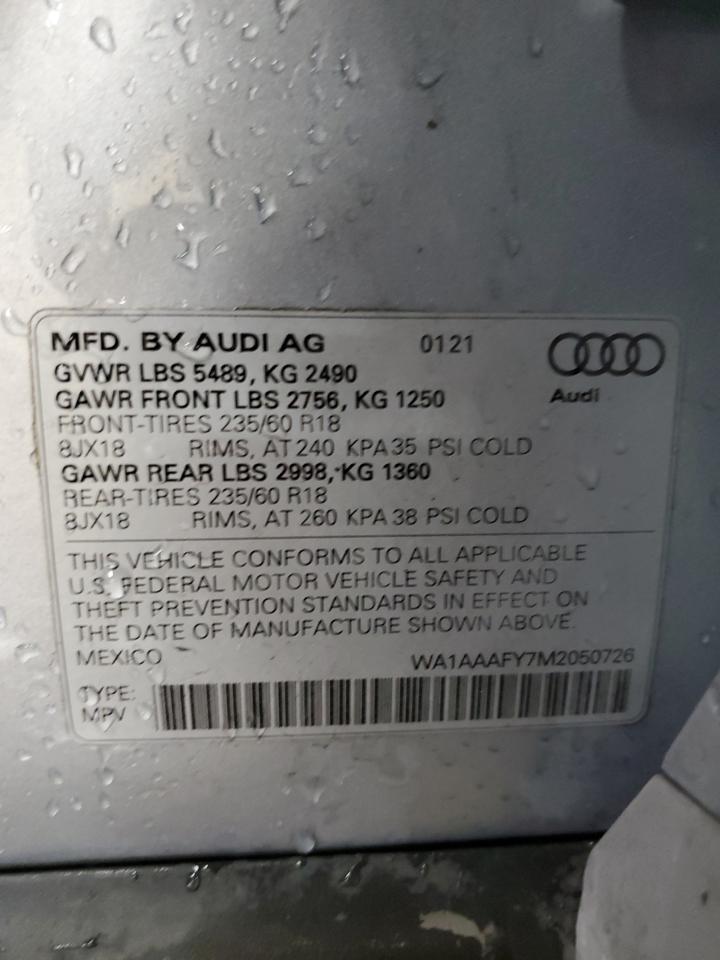 MFD. BY AUDI AG 0121
GVWR LBS 5489, KG 2490
GAWR FRONT LBS 2756, KG 1250
Audi
FRONT-TIRES 235/60 R18
8JX18 RIMS, AT 240 KPA 35 PSI COLD
GAWR REAR LBS 2998, KG 1360
REAR-TIRES 235/60 R18
8JX18 RIMS, AT 260 KPA 38 PSI COLD
THIS VEHICLE CONFORMS TO ALL APPLICABLE
U.S. FEDERAL MOTOR VEHICLE SAFETY AND
THEFT PREVENTION STANDARDS IN EFFECT ON
THE DATE OF MANUFACTURE SHOWN ABOVE.
MEXICO WA1AAAFY7M2050726
TYPE:
MPV